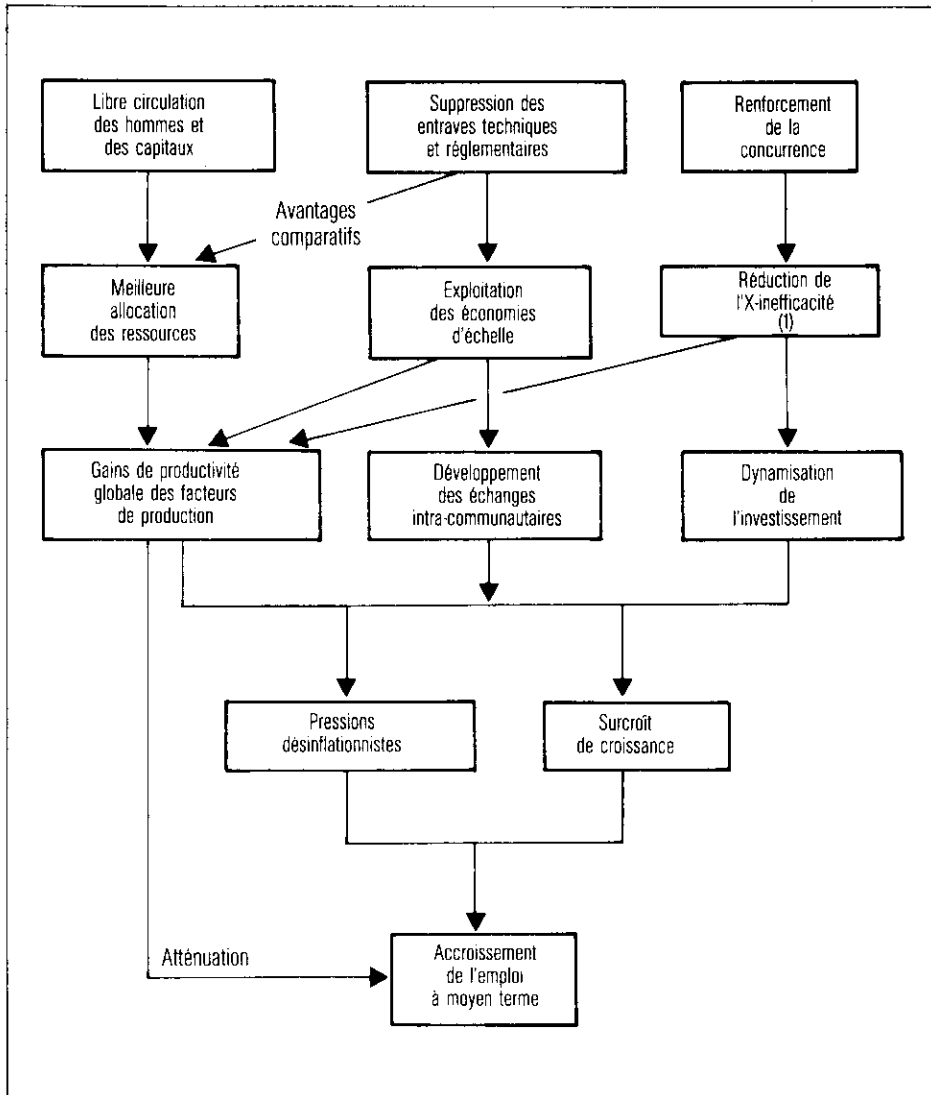 Libre circulation
des hommes et
des capitaux
Suppression des
entraves techniques
et réglementaires
Renforcement
de la
concurrence
Avantages
comparatifs
Meilleure
allocation
des ressources
Exploitation
des économies
d'échelle
Réduction de
l'X-inefficacité
(1)
Gains de productivité
globale des facteurs
de production
Développement
des échanges
intra-communautaires
Dynamisation
de
l'investissement
Pressions
désinflationnistes
Surcroît
de croissance
Atténuation
Accroissement
de l'emploi
à moyen terme